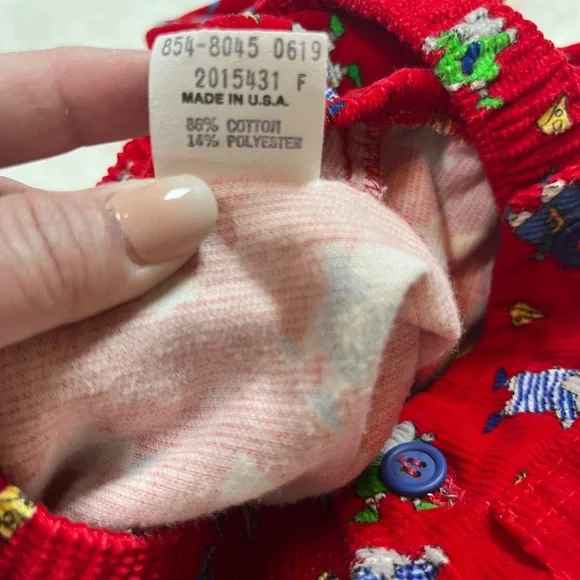 854-8045 0619
2015431 F
MADE IN U.S.A.
86% COTTON
14% POLYESTER